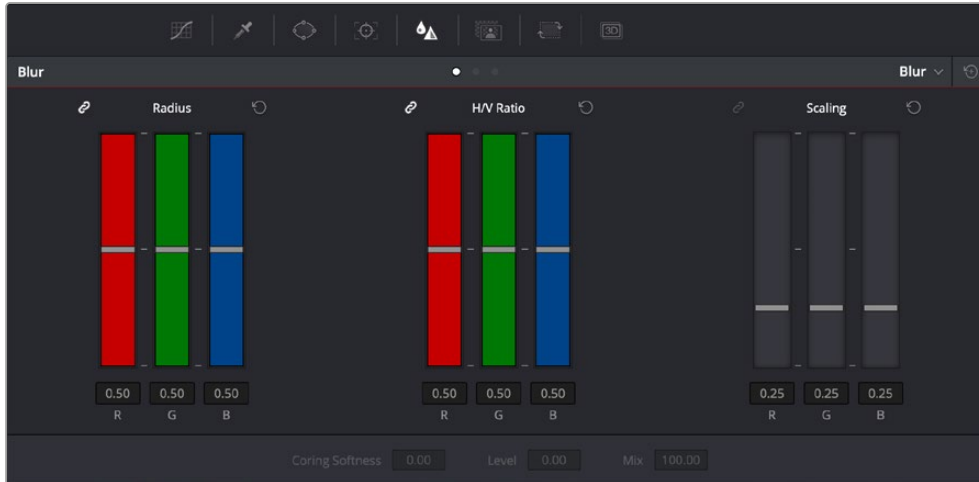 3D
Blur
Blur
Radius
H/V Ratio
Scaling
0.50 0.50 0.50
R G B
0.50 0.50 0.50
R G B
0.25 0.25 0.25
R G B
Coring Softness 0.00 Level 0.00 Mix 100.00